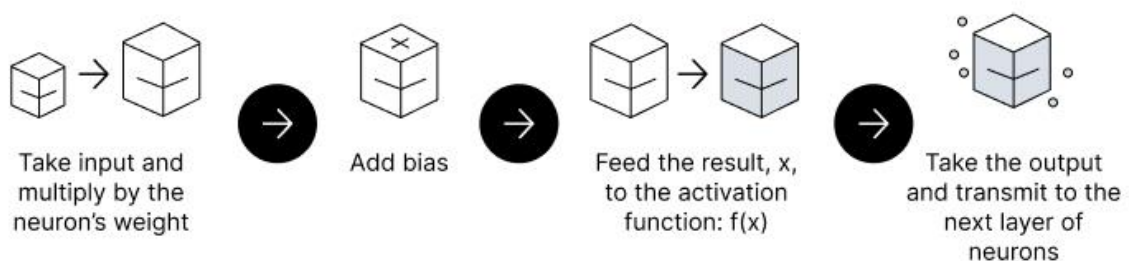 Take input and
multiply by the
neuron's weight
Add bias
Feed the result, x,
to the activation
function: f(x)
Take the output
and transmit to the
next layer of
neurons